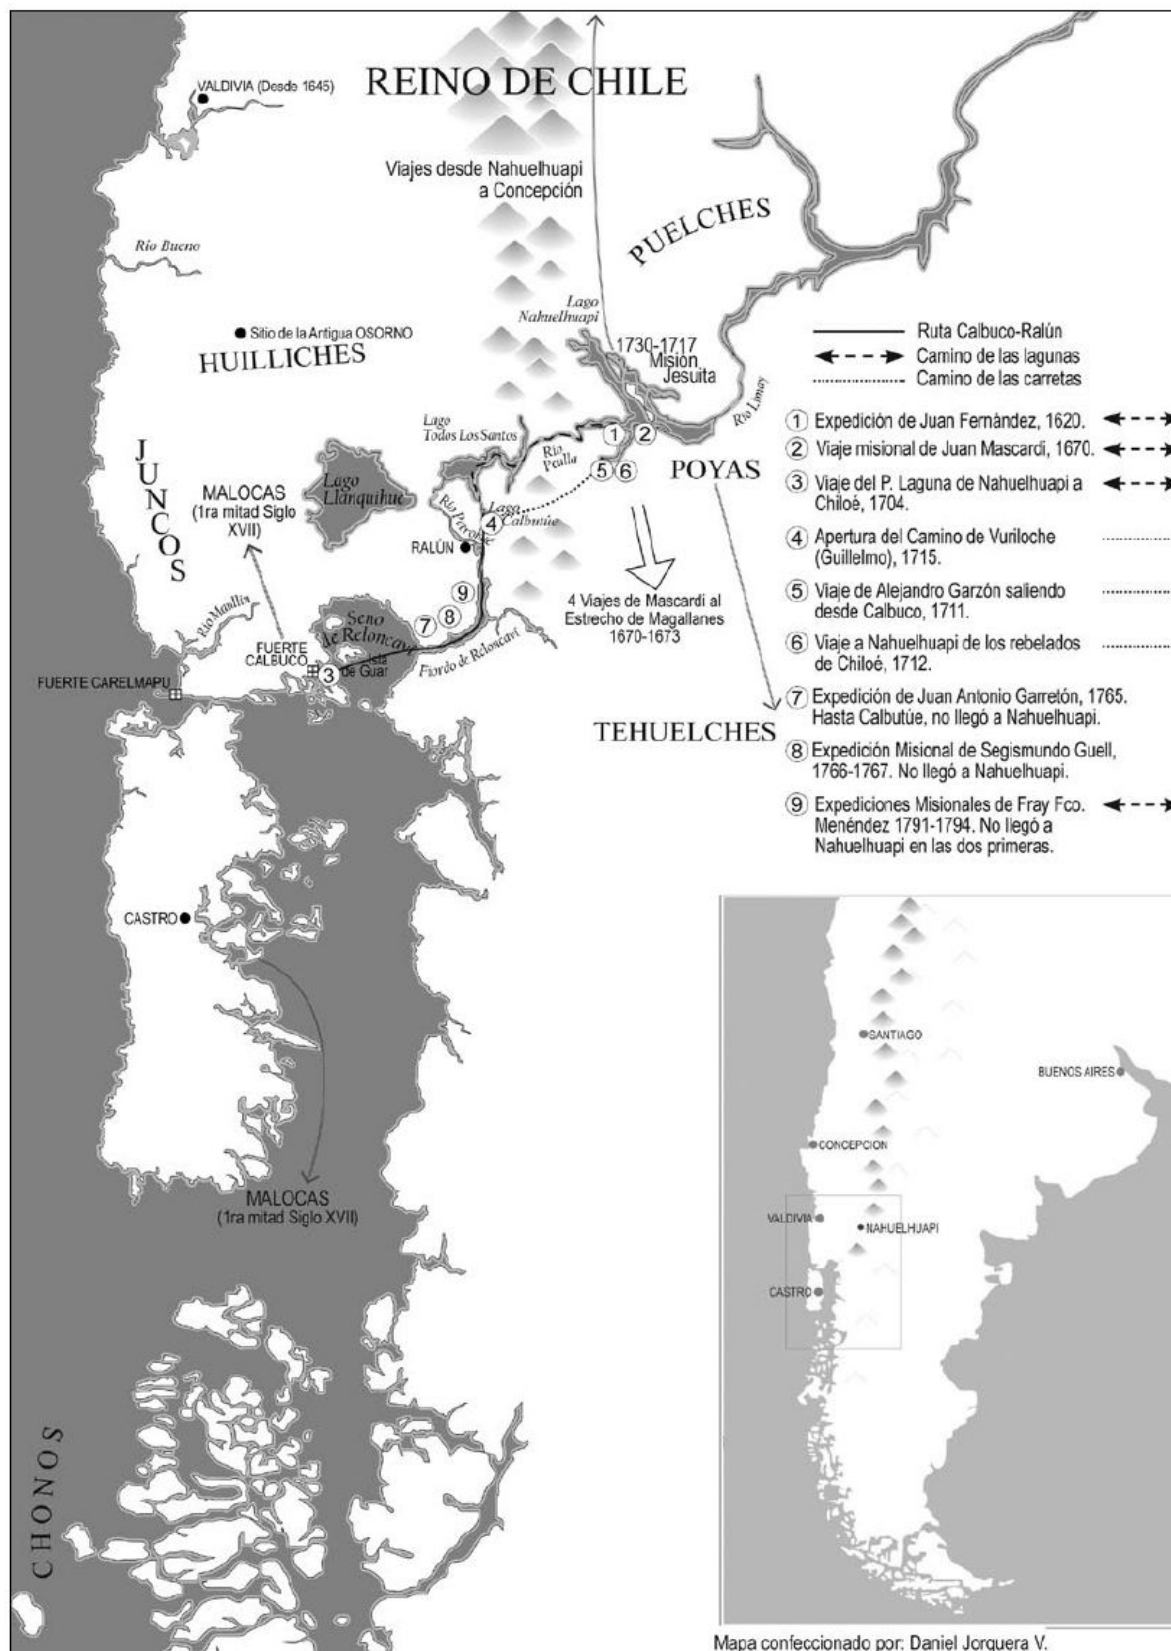 REINO DE CHILE
VALDIVIA (Desde 1645)
Viajes desde Nahuelhuapi
a Concepción
PUELCHES
Río Bueno
Lago
Nahuelhuapi
Sitio de la Antigua OSORNO
HUILLICHES
1730-1717
Misión
Jesuita
Río Limay
Ruta Calbuco-Ralún
Camino de las lagunas
Camino de las carretas
1 Expedición de Juan Fernández, 1620.
2 Viaje misional de Juan Mascardi, 1670.
3 Viaje del P. Laguna de Nahuelhuapi a
Chiloé, 1704.
4 Apertura del Camino de Vuriloche
(Guillelmo), 1715.
5 Viaje de Alejandro Garzón saliendo
desde Calbuco, 1711.
6 Viaje a Nahuelhuapi de los rebelados
de Chiloé, 1712.
7 Expedición de Juan Antonio Garretón, 1765.
Hasta Calbutúe, no llegó a Nahuelhuapi.
8 Expedición Misional de Segismundo Guell,
1766-1767. No llegó a Nahuelhuapi.
9 Expediciones Misionales de Fray Fco.
Menéndez 1791-1794. No llegó a
Nahuelhuapi en las dos primeras.
Lago
Todos Los Santos
1
2
Río
Peulla
5 6
POYAS
JUNCOS
MALOCAS
(1ra mitad Siglo
XVII)
Lago
Llanquihue
Río
Lago
Calbutúe
4
RALÚN
9
8
7
4 Viajes de Mascardi al
Estrecho de Magallanes
1670-1673
Río Maullín
Seno
de Reloncaví
FUERTE
CALBUCO
3
Isla
de Guar
Fiordo de Reloncaví
FUERTE CARELMAPU
TEHUELCHES
CASTRO
MALOCAS
(1ra mitad Siglo XVII)
CHONOS
SANTIAGO
BUENOS AIRES
CONCEPCION
VALDIVIA
NAHUELHUAPI
CASTRO
Mapa confeccionado por: Daniel Jorquera V.